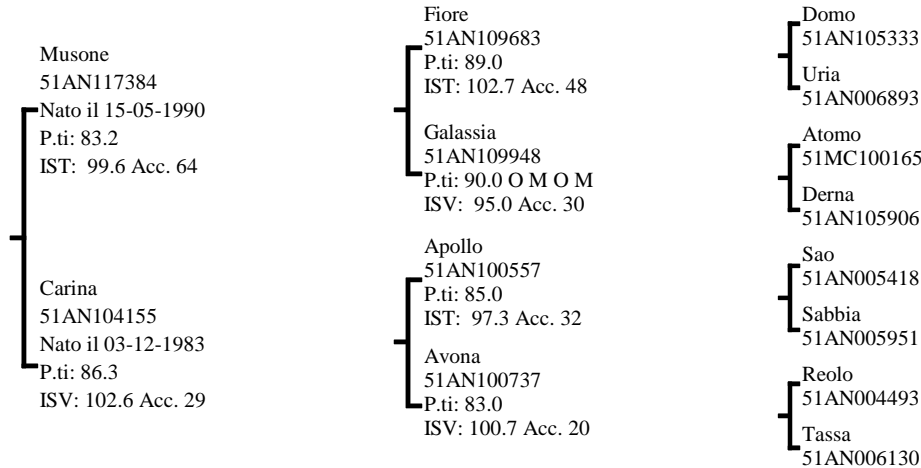 Musone
51AN117384
Nato il 15-05-1990
P.ti: 83.2
IST: 99.6 Acc. 64
Carina
51AN104155
Nato il 03-12-1983
P.ti: 86.3
ISV: 102.6 Acc. 29
Fiore
51AN109683
P.ti: 89.0
IST: 102.7 Acc. 48
Galassia
51AN109948
P.ti: 90.0 O M O M
ISV: 95.0 Acc. 30
Apollo
51AN100557
P.ti: 85.0
IST: 97.3 Acc. 32
Avona
51AN100737
P.ti: 83.0
ISV: 100.7 Acc. 20
Domo
51AN105333
Uria
51AN006893
Atomo
51MC100165
Derna
51AN105906
Sao
51AN005418
Sabbia
51AN005951
Reolo
51AN004493
Tassa
51AN006130